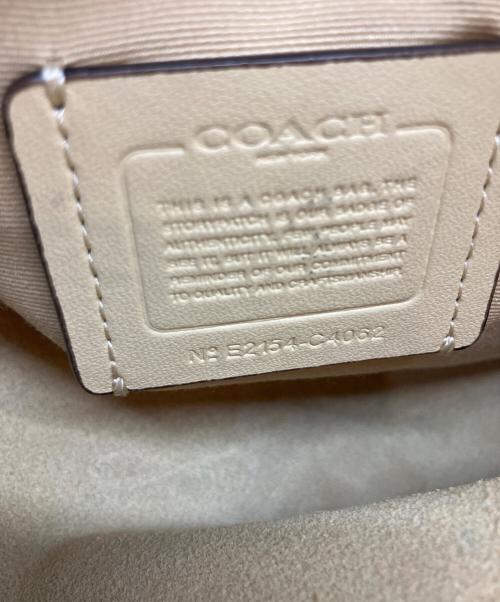 COACH
NEW YORK
THIS IS A COACH BAG. THE
STORYPATCH IS OUR BADGE OF
AUTHENTICITY. FEW PEOPLE MAY
SEE IT BUT IT WILL ALWAYS BE A
REMINDER OF OUR COMMITMENT
TO QUALITY AND CRAFTSMANSHIP.
Nº E2154-C4062